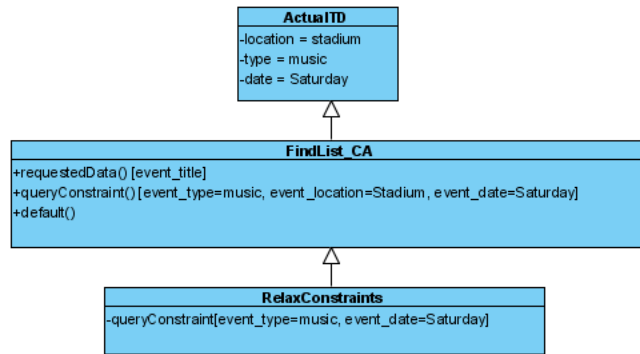 ActualTD
-location = stadium
-type = music
-date = Saturday
FindList_CA
+requestedData() [event_title]
+queryConstraint() [event_type=music, event_location=Stadium, event_date=Saturday]
+default()
RelaxConstraints
-queryConstraint[event_type=music, event_date=Saturday]